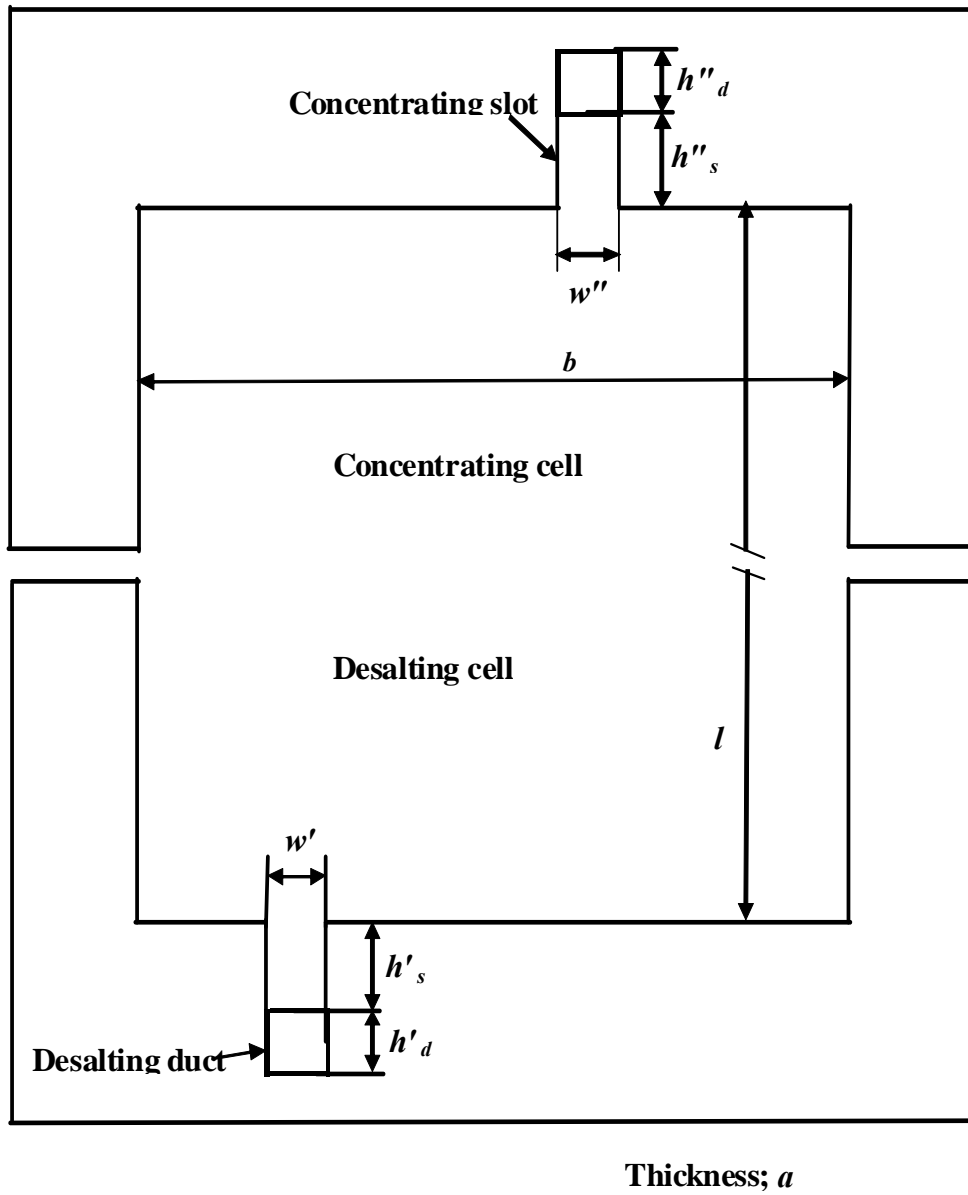 h″d
Concentrating slot
h″s
w″
b
Concentrating cell
Desalting cell
l
w′
h′s
h′d
Desalting duct
Thickness; a